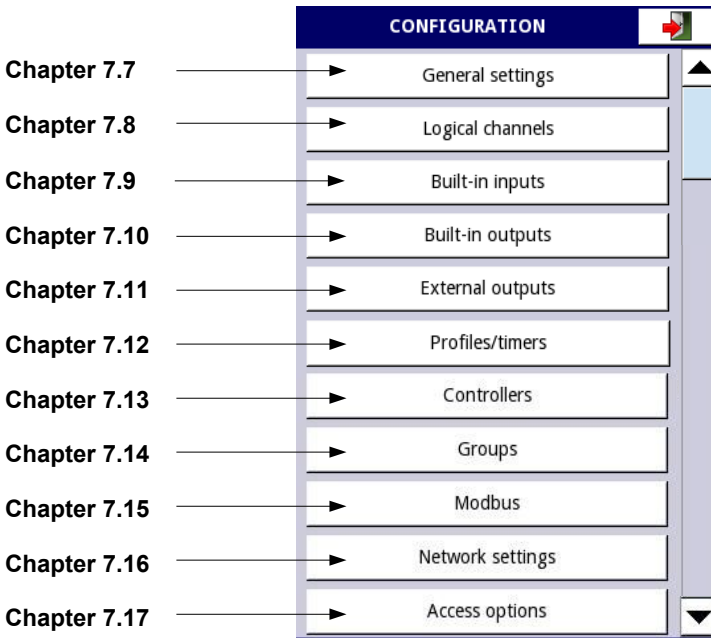 CONFIGURATION
Chapter 7.7 General settings
Chapter 7.8 Logical channels
Chapter 7.9 Built-in inputs
Chapter 7.10 Built-in outputs
Chapter 7.11 External outputs
Chapter 7.12 Profiles/timers
Chapter 7.13 Controllers
Chapter 7.14 Groups
Chapter 7.15 Modbus
Chapter 7.16 Network settings
Chapter 7.17 Access options